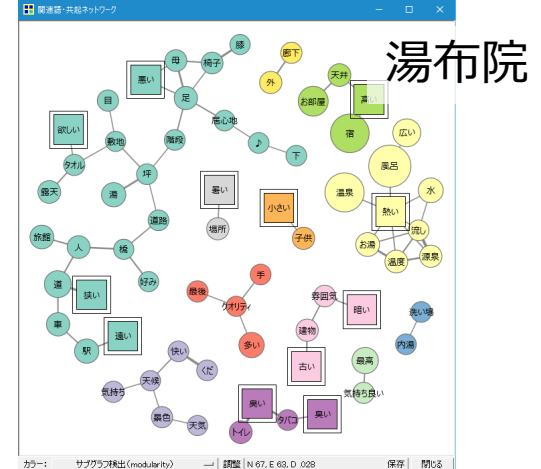 関連語・共起ネットワーク
湯布院
膝
母
椅子
廊下
悪い
外
天井
高い
お部屋
目
足
欲しい
居心地
宿
広い
敷地
階段
♪
下
風呂
タオル
坪
露天
湯
暑い
温泉
水
小さい
熱い
道路
場所
流し
旅館
人
橋
子供
お湯
源泉
温度
道
狭い
好み
手
最後
雰囲気
クオリティ
暗い
洗い場
車
遠い
建物
駅
多い
内湯
快い
古い
最高
くだ
天候
気持ち
気持ち良い
臭い
臭い
景色
天気
タバコ
トイレ
カラー: サブグラフ検出(modularity) 調整 N 67, E 63, D .028 保存 閉じる